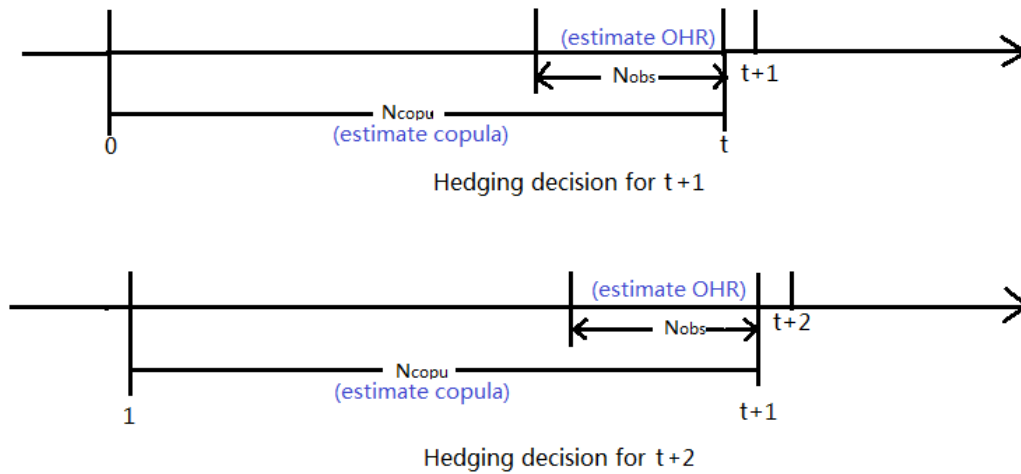 (estimate OHR)
Nobs
t+1
Ncopu
(estimate copula)
0
t
Hedging decision for t+1
(estimate OHR)
Nobs
t+2
Ncopu
(estimate copula)
1
t+1
Hedging decision for t+2